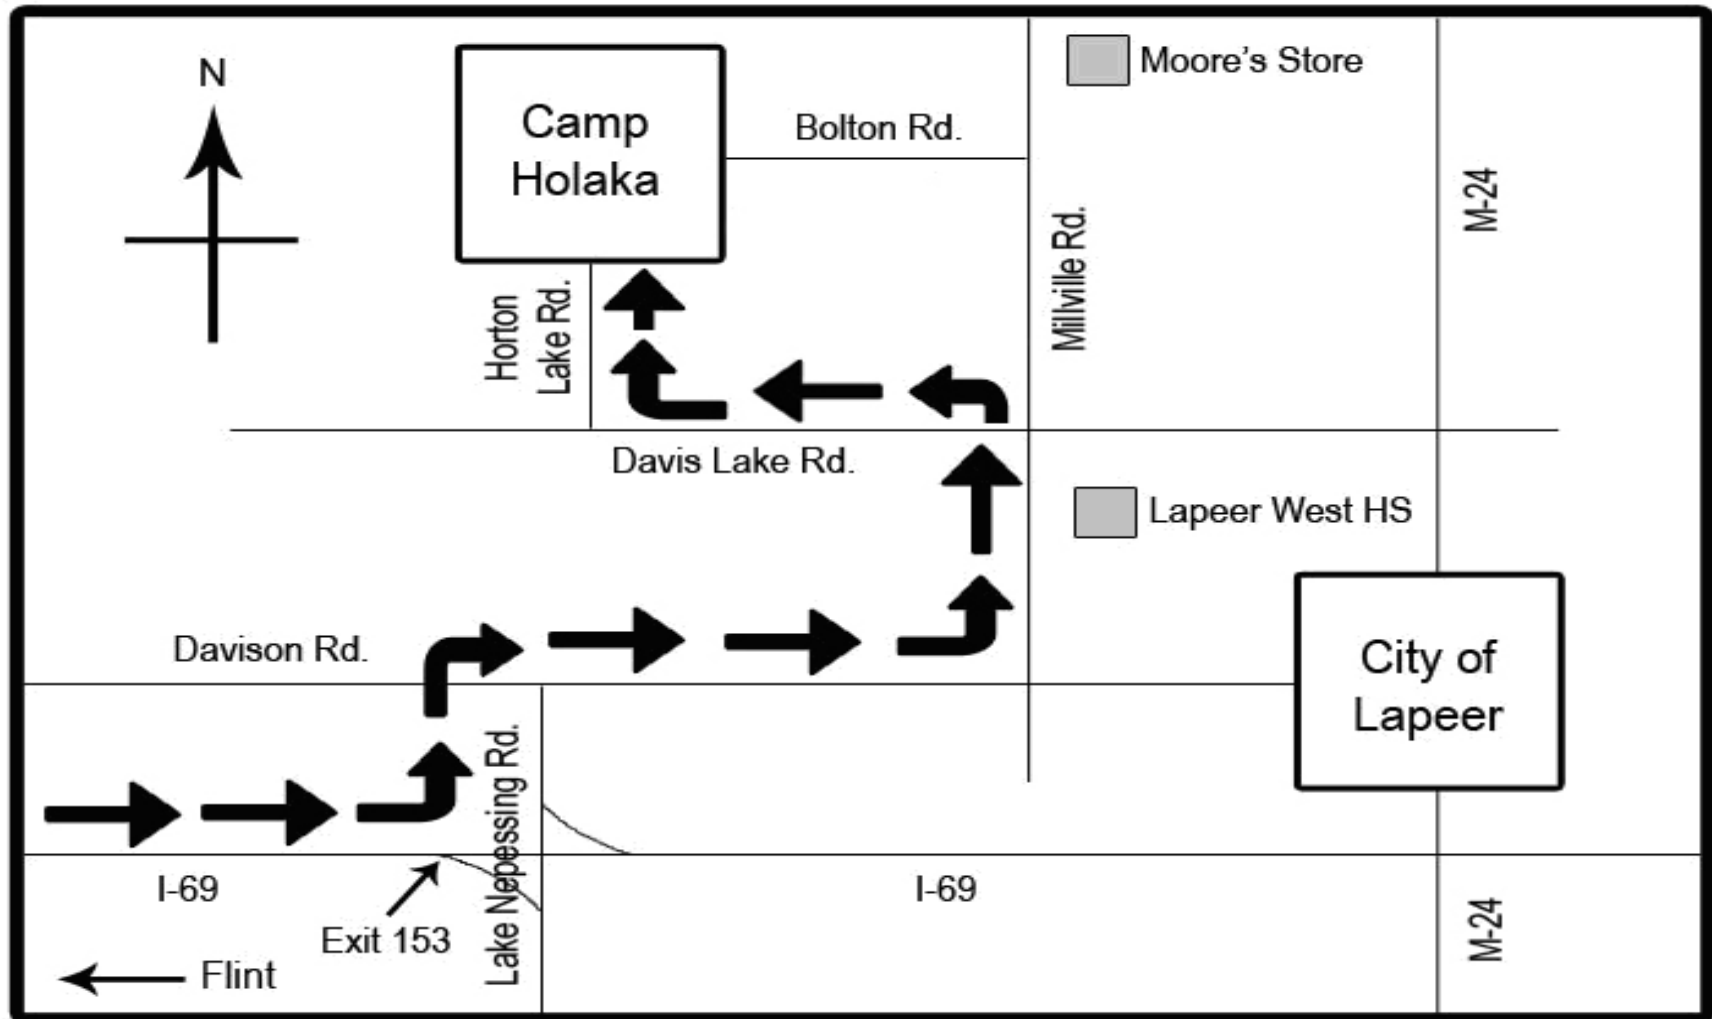 N
Camp
Holaka
Bolton Rd.
Moore's Store
M-24
Millville Rd.
Horton
Lake Rd.
Davis Lake Rd.
Lapeer West HS
Davison Rd.
City of
Lapeer
Lake Nepessing Rd.
I-69
I-69
Exit 153
M-24
Flint